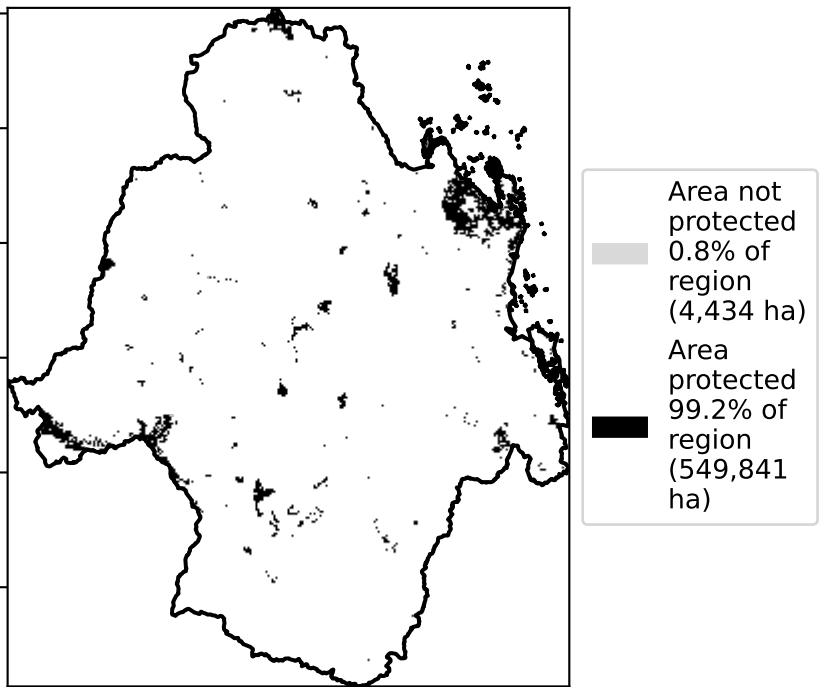 Area not
protected
0.8% of
region
(4,434 ha)
Area
protected
99.2% of
region
(549,841
ha)